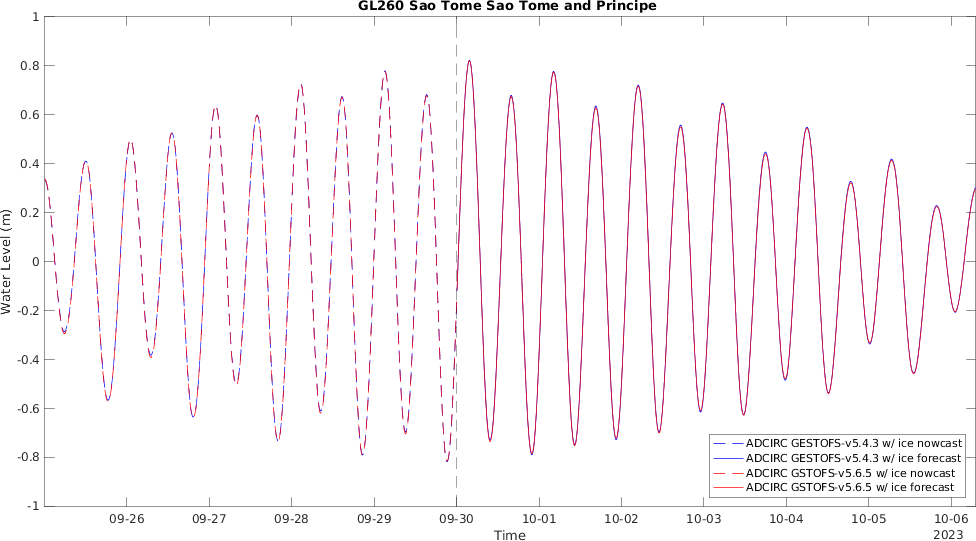 GL260 Sao Tome Sao Tome and Principe
1
0.8
0.6
0.4
0.2
0
-0.2
-0.4
-0.6
-0.8
-1
Water Level (m)
ADCIRC GESTOFS-v5.4.3 w/ ice nowcast
ADCIRC GESTOFS-v5.4.3 w/ ice forecast
ADCIRC GSTOFS-v5.6.5 w/ ice nowcast
ADCIRC GSTOFS-v5.6.5 w/ ice forecast
09-26 09-27 09-28 09-29 09-30 10-01 10-02 10-03 10-04 10-05 10-06
Time
2023